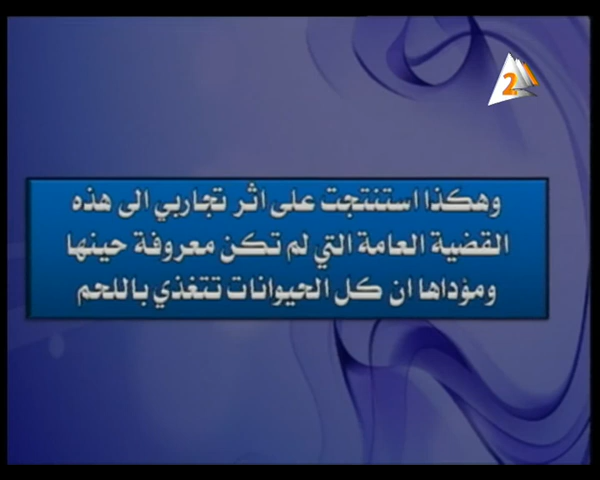 2
وهكذا استنتجت على اثر تجاربي الى هذه
القضية العامة التي لم تكن معروفة حينها
ومؤداها ان كل الحيوانات تتغذي باللحم